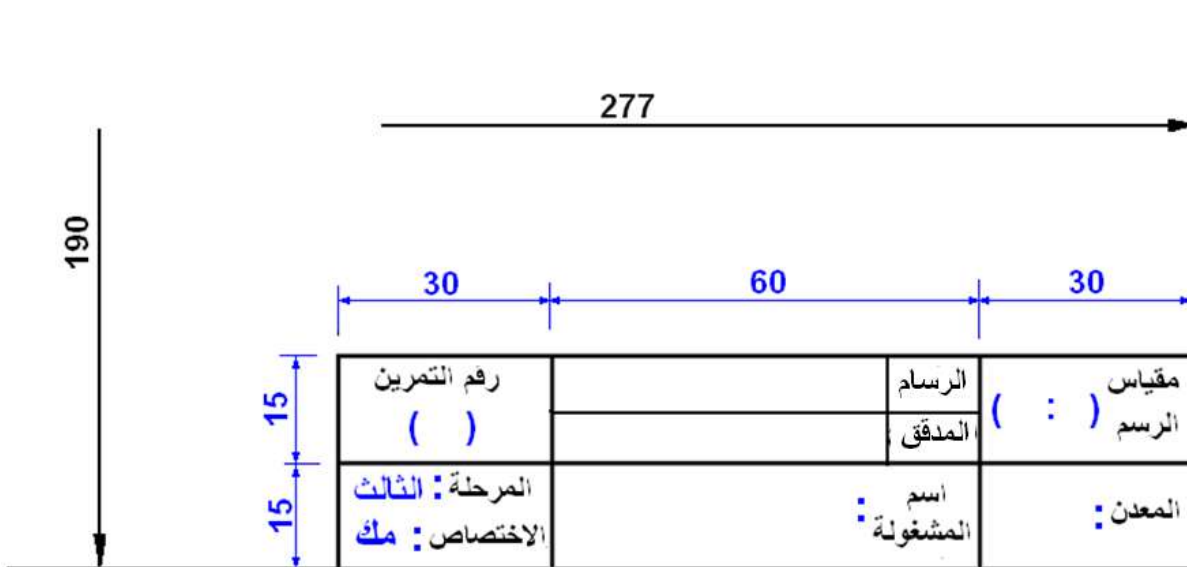 277
190
30 60 30
15
مقياس الرسم ( : )
الرسام
المدقق :
رقم التمرين
( )
15
المعدن :
اسم المشغولة :
المرحلة : الثالث
الاختصاص : مك